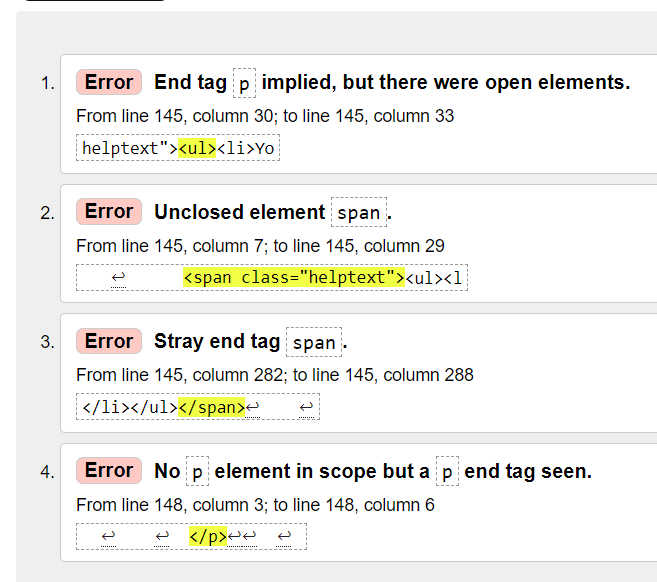 1. Error End tag p implied, but there were open elements.
From line 145, column 30; to line 145, column 33
helptext"><ul><li>Yo
2. Error Unclosed element span.
From line 145, column 7; to line 145, column 29
↩ <span class="helptext"><ul><l
3. Error Stray end tag span.
From line 145, column 282; to line 145, column 288
</li></ul></span>↩ ↩
4. Error No p element in scope but a p end tag seen.
From line 148, column 3; to line 148, column 6
↩ ↩ </p>↩↩ ↩